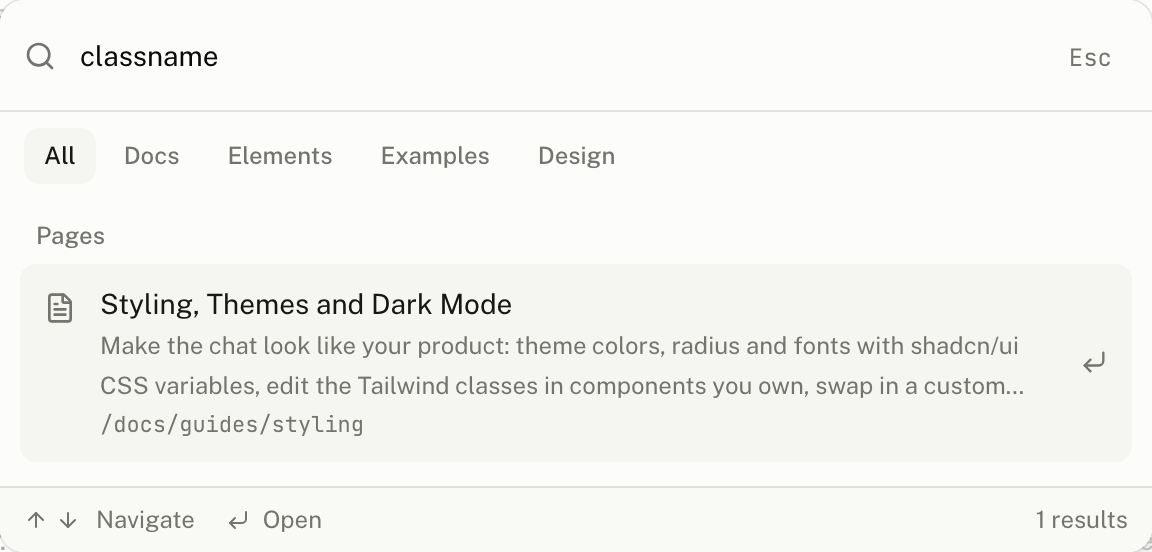 classname
Esc
All
Docs
Elements
Examples
Design
Pages
Styling, Themes and Dark Mode
Make the chat look like your product: theme colors, radius and fonts with shadcn/ui
CSS variables, edit the Tailwind classes in components you own, swap in a custom...
/docs/guides/styling
Navigate
Open
1 results